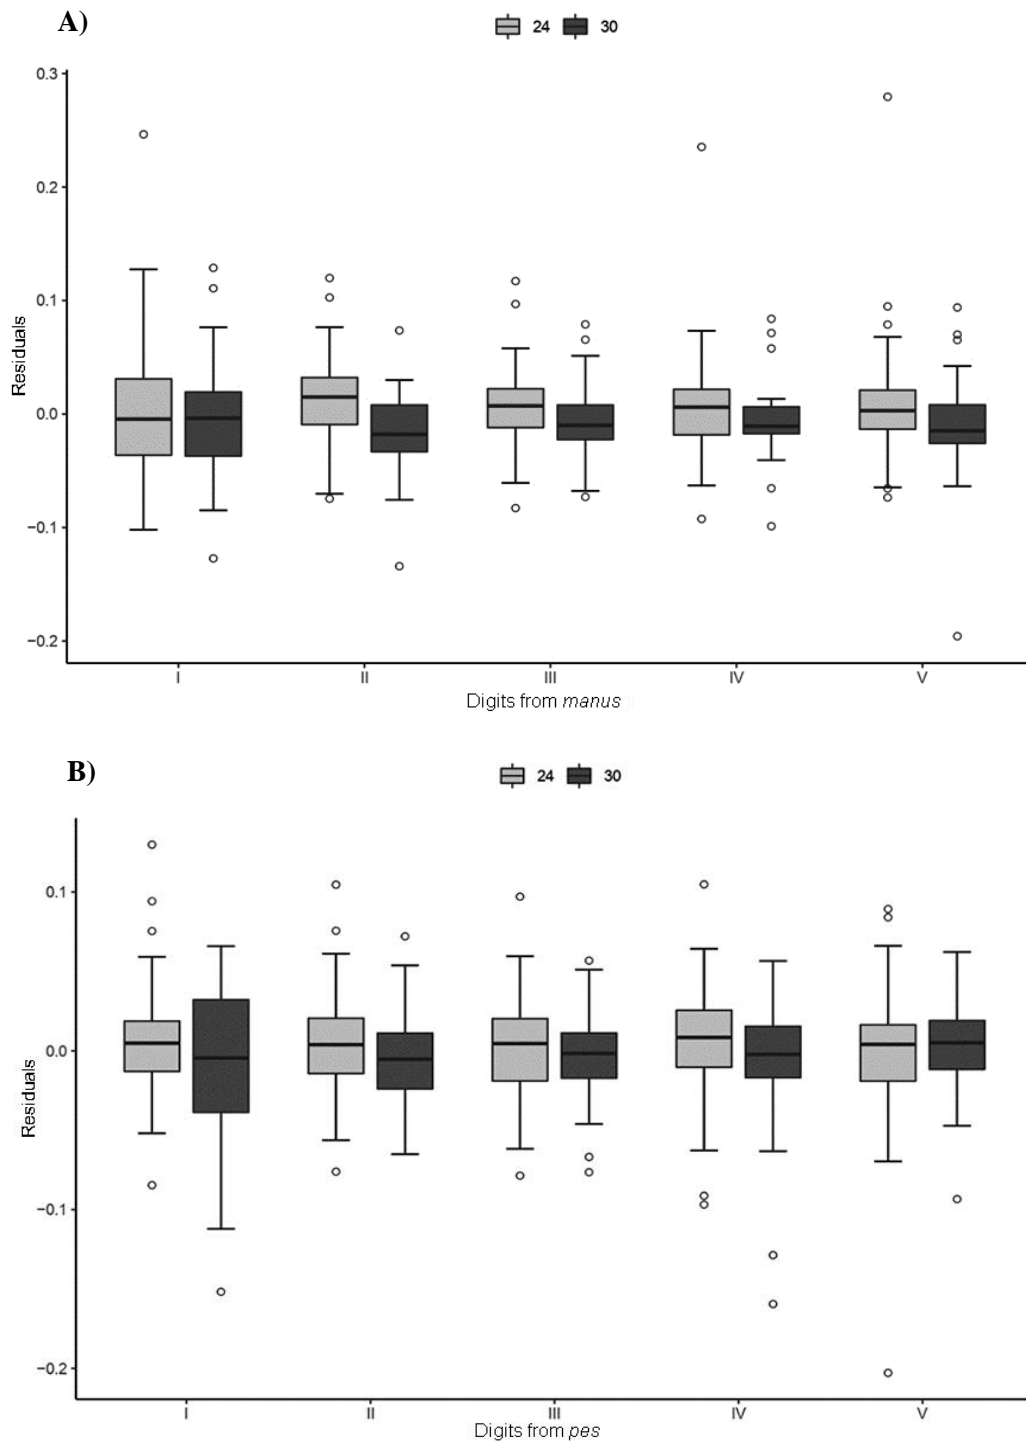 A)
24 30
0.3
0.2
0.1
0.0
−0.1
−0.2
Residuals
I II III IV V
Digits from manus
B)
24 30
0.1
0.0
−0.1
−0.2
Residuals
I II III IV V
Digits from pes